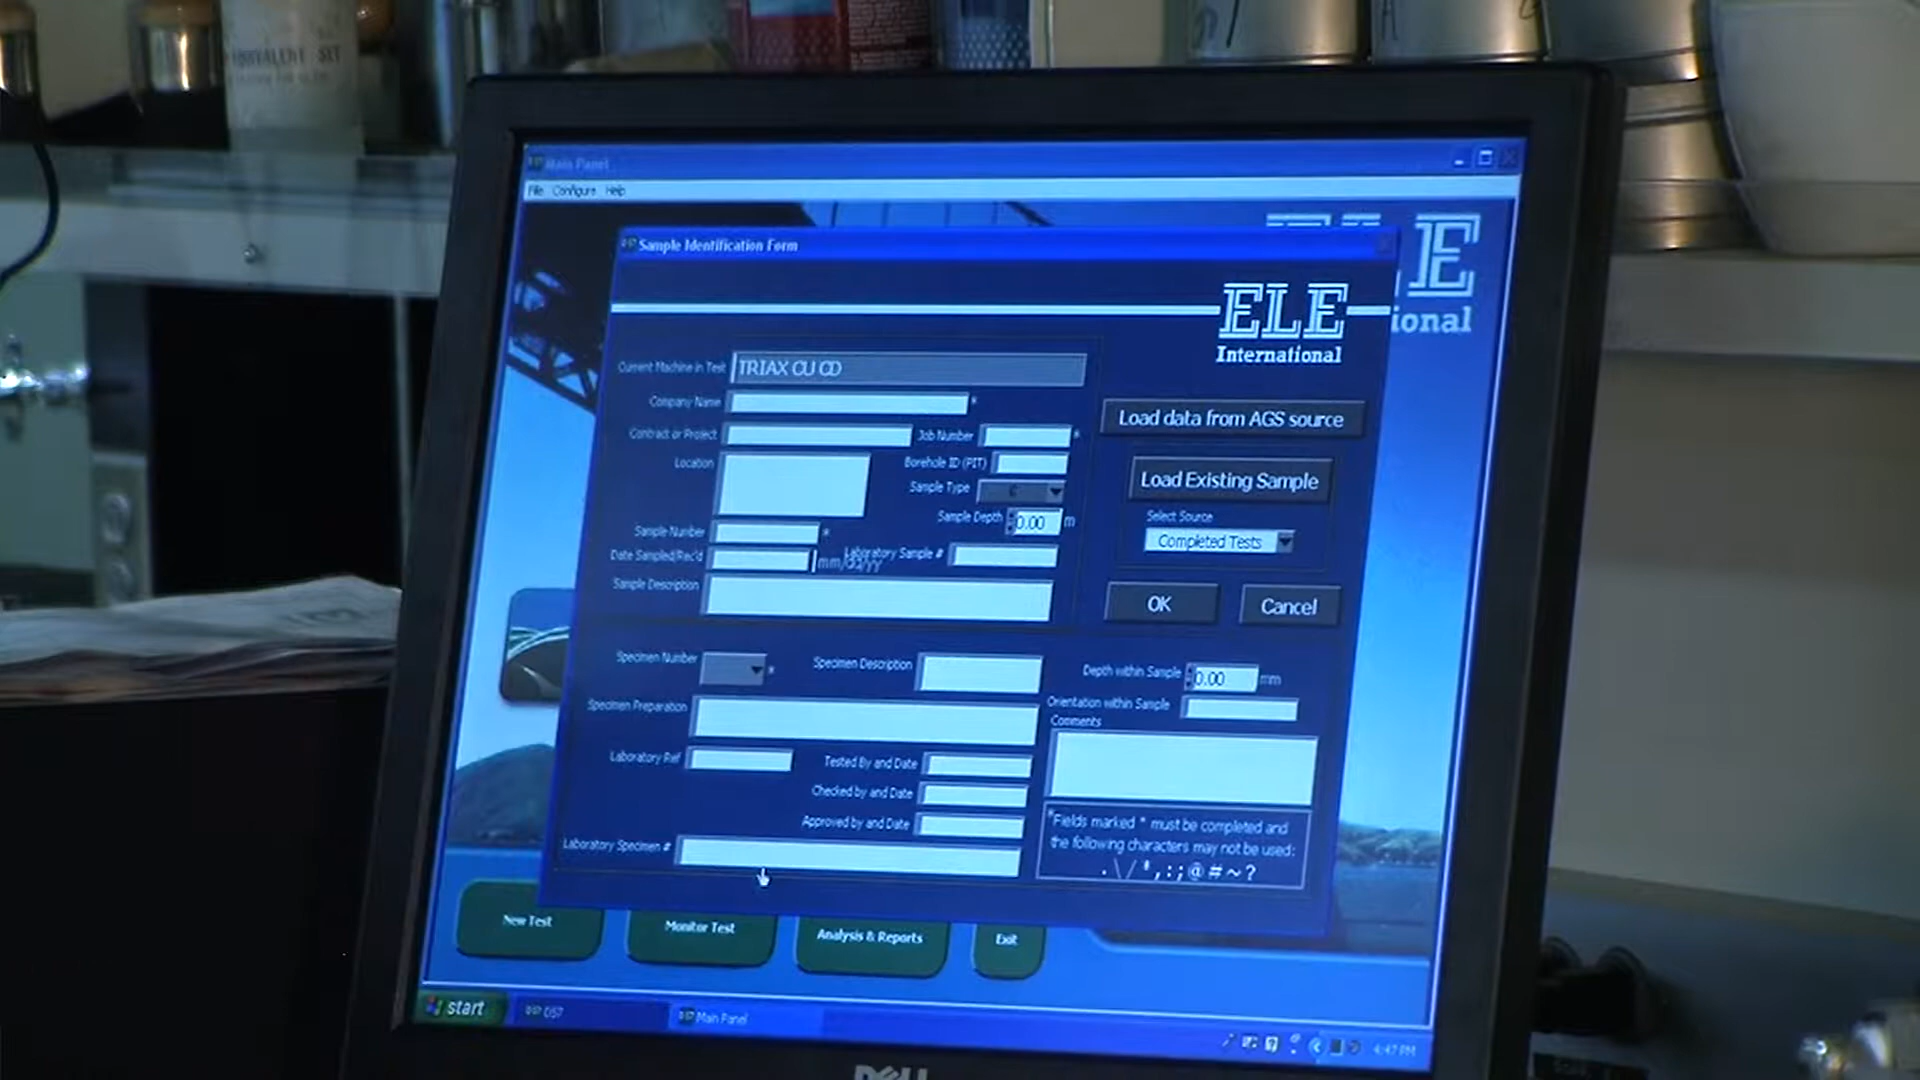 Main Panel
File Configure Help
Sample Identification Form
ELE
International
E
ional
Current Machine in Test TRIAX CU CD
Company Name *
Contract or Project Job Number *
Location Borehole ID (PIT)
Sample Type
Sample Depth 0.00 m
Sample Number *
Date Sampled/Rec'd mm/dd/yy Laboratory Sample #
Sample Description
Load data from AGS source
Load Existing Sample
Select Source
Completed Tests
OK Cancel
Specimen Number * Specimen Description
Depth within Sample 0.00 mm
Specimen Preparation
Orientation within Sample
Comments
Laboratory Ref Tested By and Date
Checked by and Date
Approved by and Date
Laboratory Specimen #
*Fields marked * must be completed and
the following characters may not be used:
. \ / * , : ; @ # ~ ?
New Test Monitor Test Analysis & Reports Exit
start DS7 Main Panel 4:47 PM
DELL